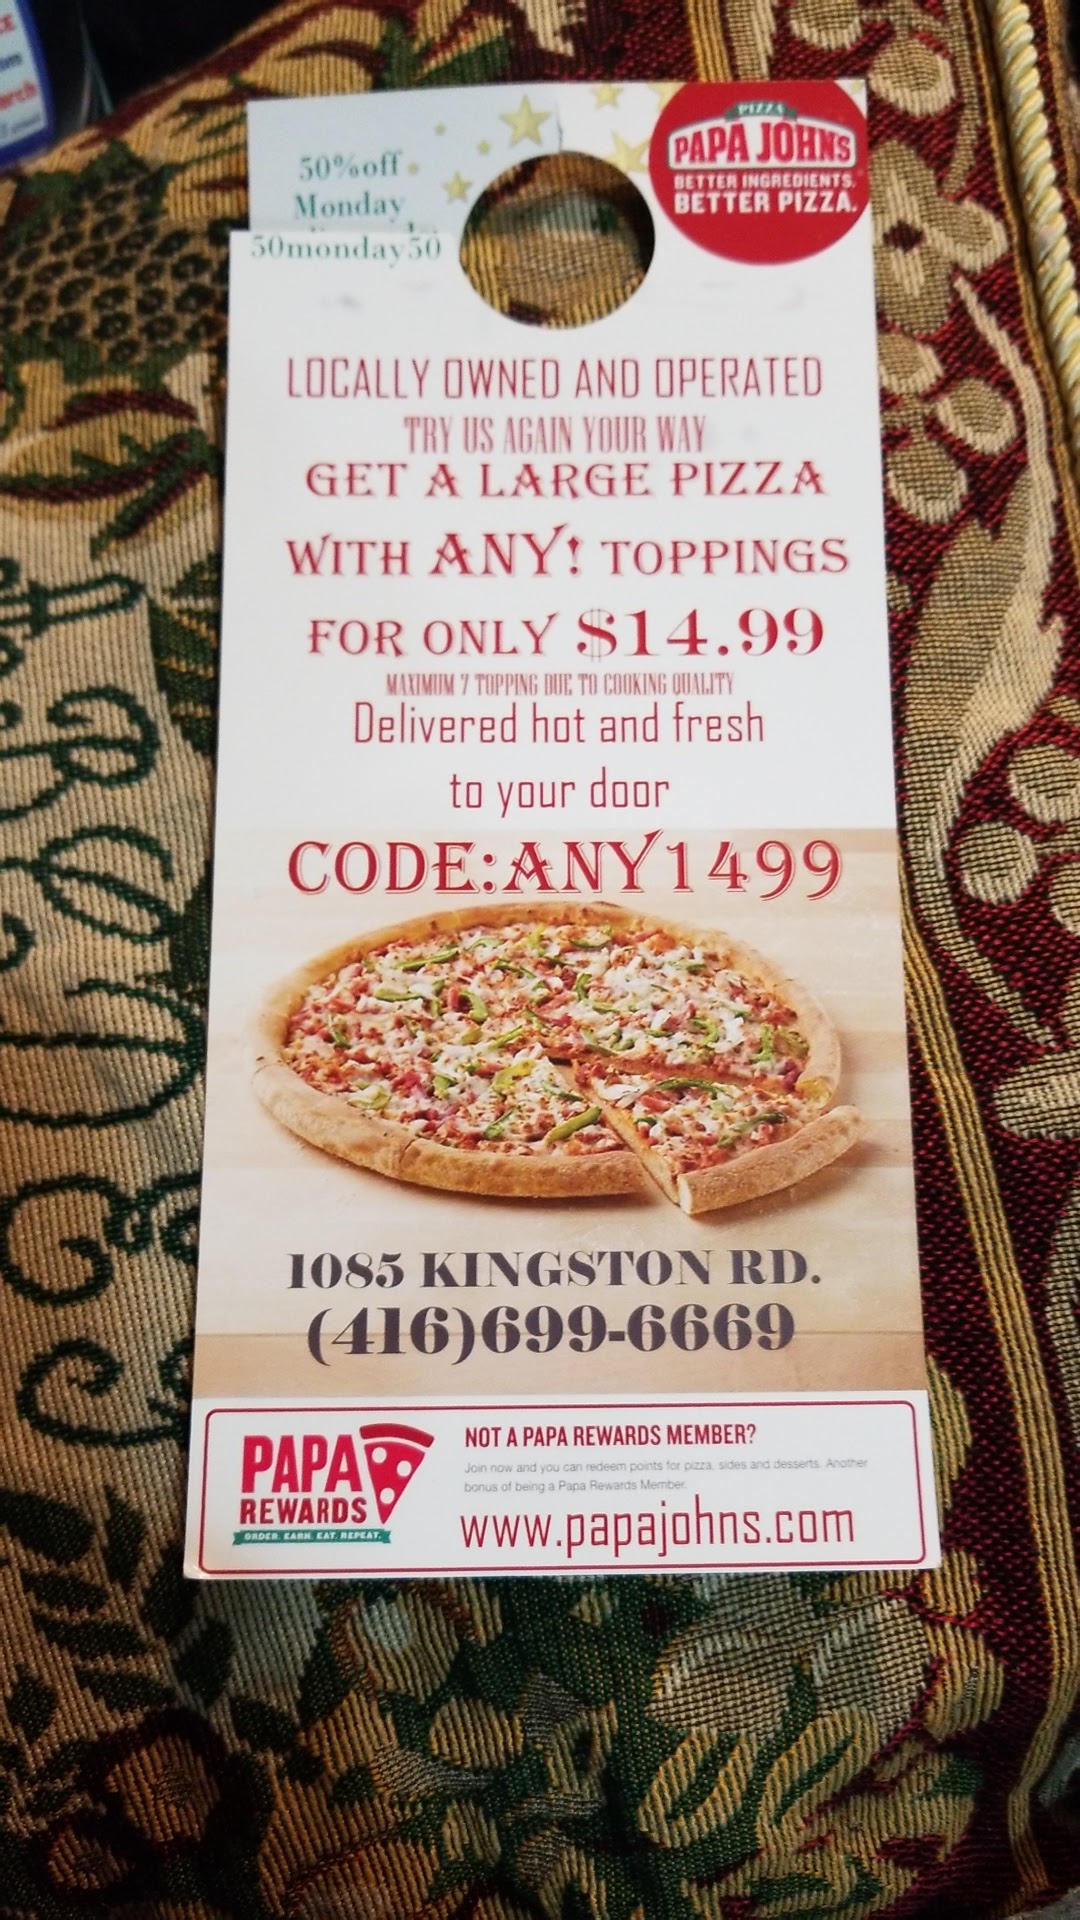 50%off
Monday
50monday50
PIZZA
PAPA JOHNS
BETTER INGREDIENTS.
BETTER PIZZA.
LOCALLY OWNED AND OPERATED
TRY US AGAIN YOUR WAY
GET A LARGE PIZZA
WITH ANY! TOPPINGS
FOR ONLY $14.99
MAXIMUM 7 TOPPING DUE TO COOKING QUALITY
Delivered hot and fresh
to your door
CODE:ANY1499
1085 KINGSTON RD.
(416)699-6669
PAPA
REWARDS
ORDER. EARN. EAT. REPEAT.
NOT A PAPA REWARDS MEMBER?
Join now and you can redeem points for pizza, sides and desserts. Another
bonus of being a Papa Rewards Member.
www.papajohns.com